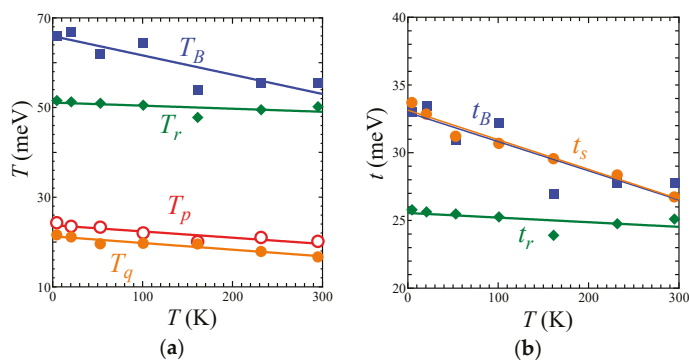 70
50
30
10
T (meV)
T_B
T_r
T_p
T_q
0
100
200
300
T (K)
(a)
40
35
30
25
20
t (meV)
t_B
t_s
t_r
0
100
200
300
T (K)
(b)